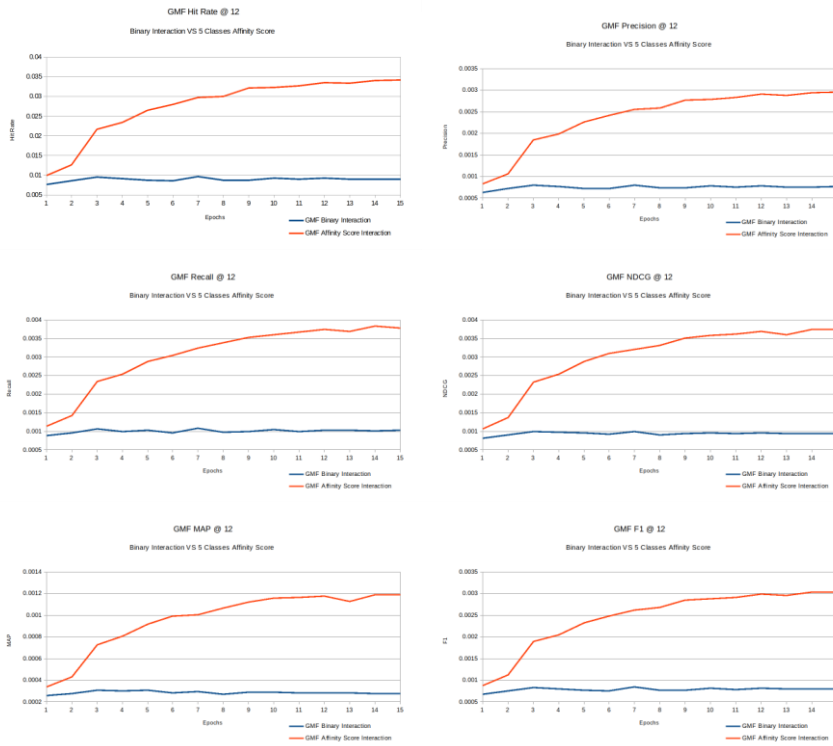 GMF Hit Rate @ 12
Binary Interaction VS 5 Classes Affinity Score
0.04
0.035
0.03
0.025
0.02
0.015
0.01
0.005
Hit Rate
1 2 3 4 5 6 7 8 9 10 11 12 13 14 15
Epochs
GMF Binary Interaction
GMF Affinity Score Interaction
GMF Precision @ 12
Binary Interaction VS 5 Classes Affinity Score
0.0035
0.003
0.0025
0.002
0.0015
0.001
0.0005
Precision
1 2 3 4 5 6 7 8 9 10 11 12 13 14
Epochs
GMF Binary Interaction
GMF Affinity Score Interaction
GMF Recall @ 12
Binary Interaction VS 5 Classes Affinity Score
0.004
0.0035
0.003
0.0025
0.002
0.0015
0.001
0.0005
Recall
1 2 3 4 5 6 7 8 9 10 11 12 13 14 15
Epochs
GMF Binary Interaction
GMF Affinity Score Interaction
GMF NDCG @ 12
Binary Interaction VS 5 Classes Affinity Score
0.004
0.0035
0.003
0.0025
0.002
0.0015
0.001
0.0005
NDCG
1 2 3 4 5 6 7 8 9 10 11 12 13 14
Epochs
GMF Binary Interaction
GMF Affinity Score Interaction
GMF MAP @ 12
Binary Interaction VS 5 Classes Affinity Score
0.0014
0.0012
0.001
0.0008
0.0006
0.0004
0.0002
MAP
1 2 3 4 5 6 7 8 9 10 11 12 13 14 15
Epochs
GMF Binary Interaction
GMF Affinity Score Interaction
GMF F1 @ 12
Binary Interaction VS 5 Classes Affinity Score
0.0035
0.003
0.0025
0.002
0.0015
0.001
0.0005
F1
1 2 3 4 5 6 7 8 9 10 11 12 13 14
Epochs
GMF Binary Interaction
GMF Affinity Score Interaction